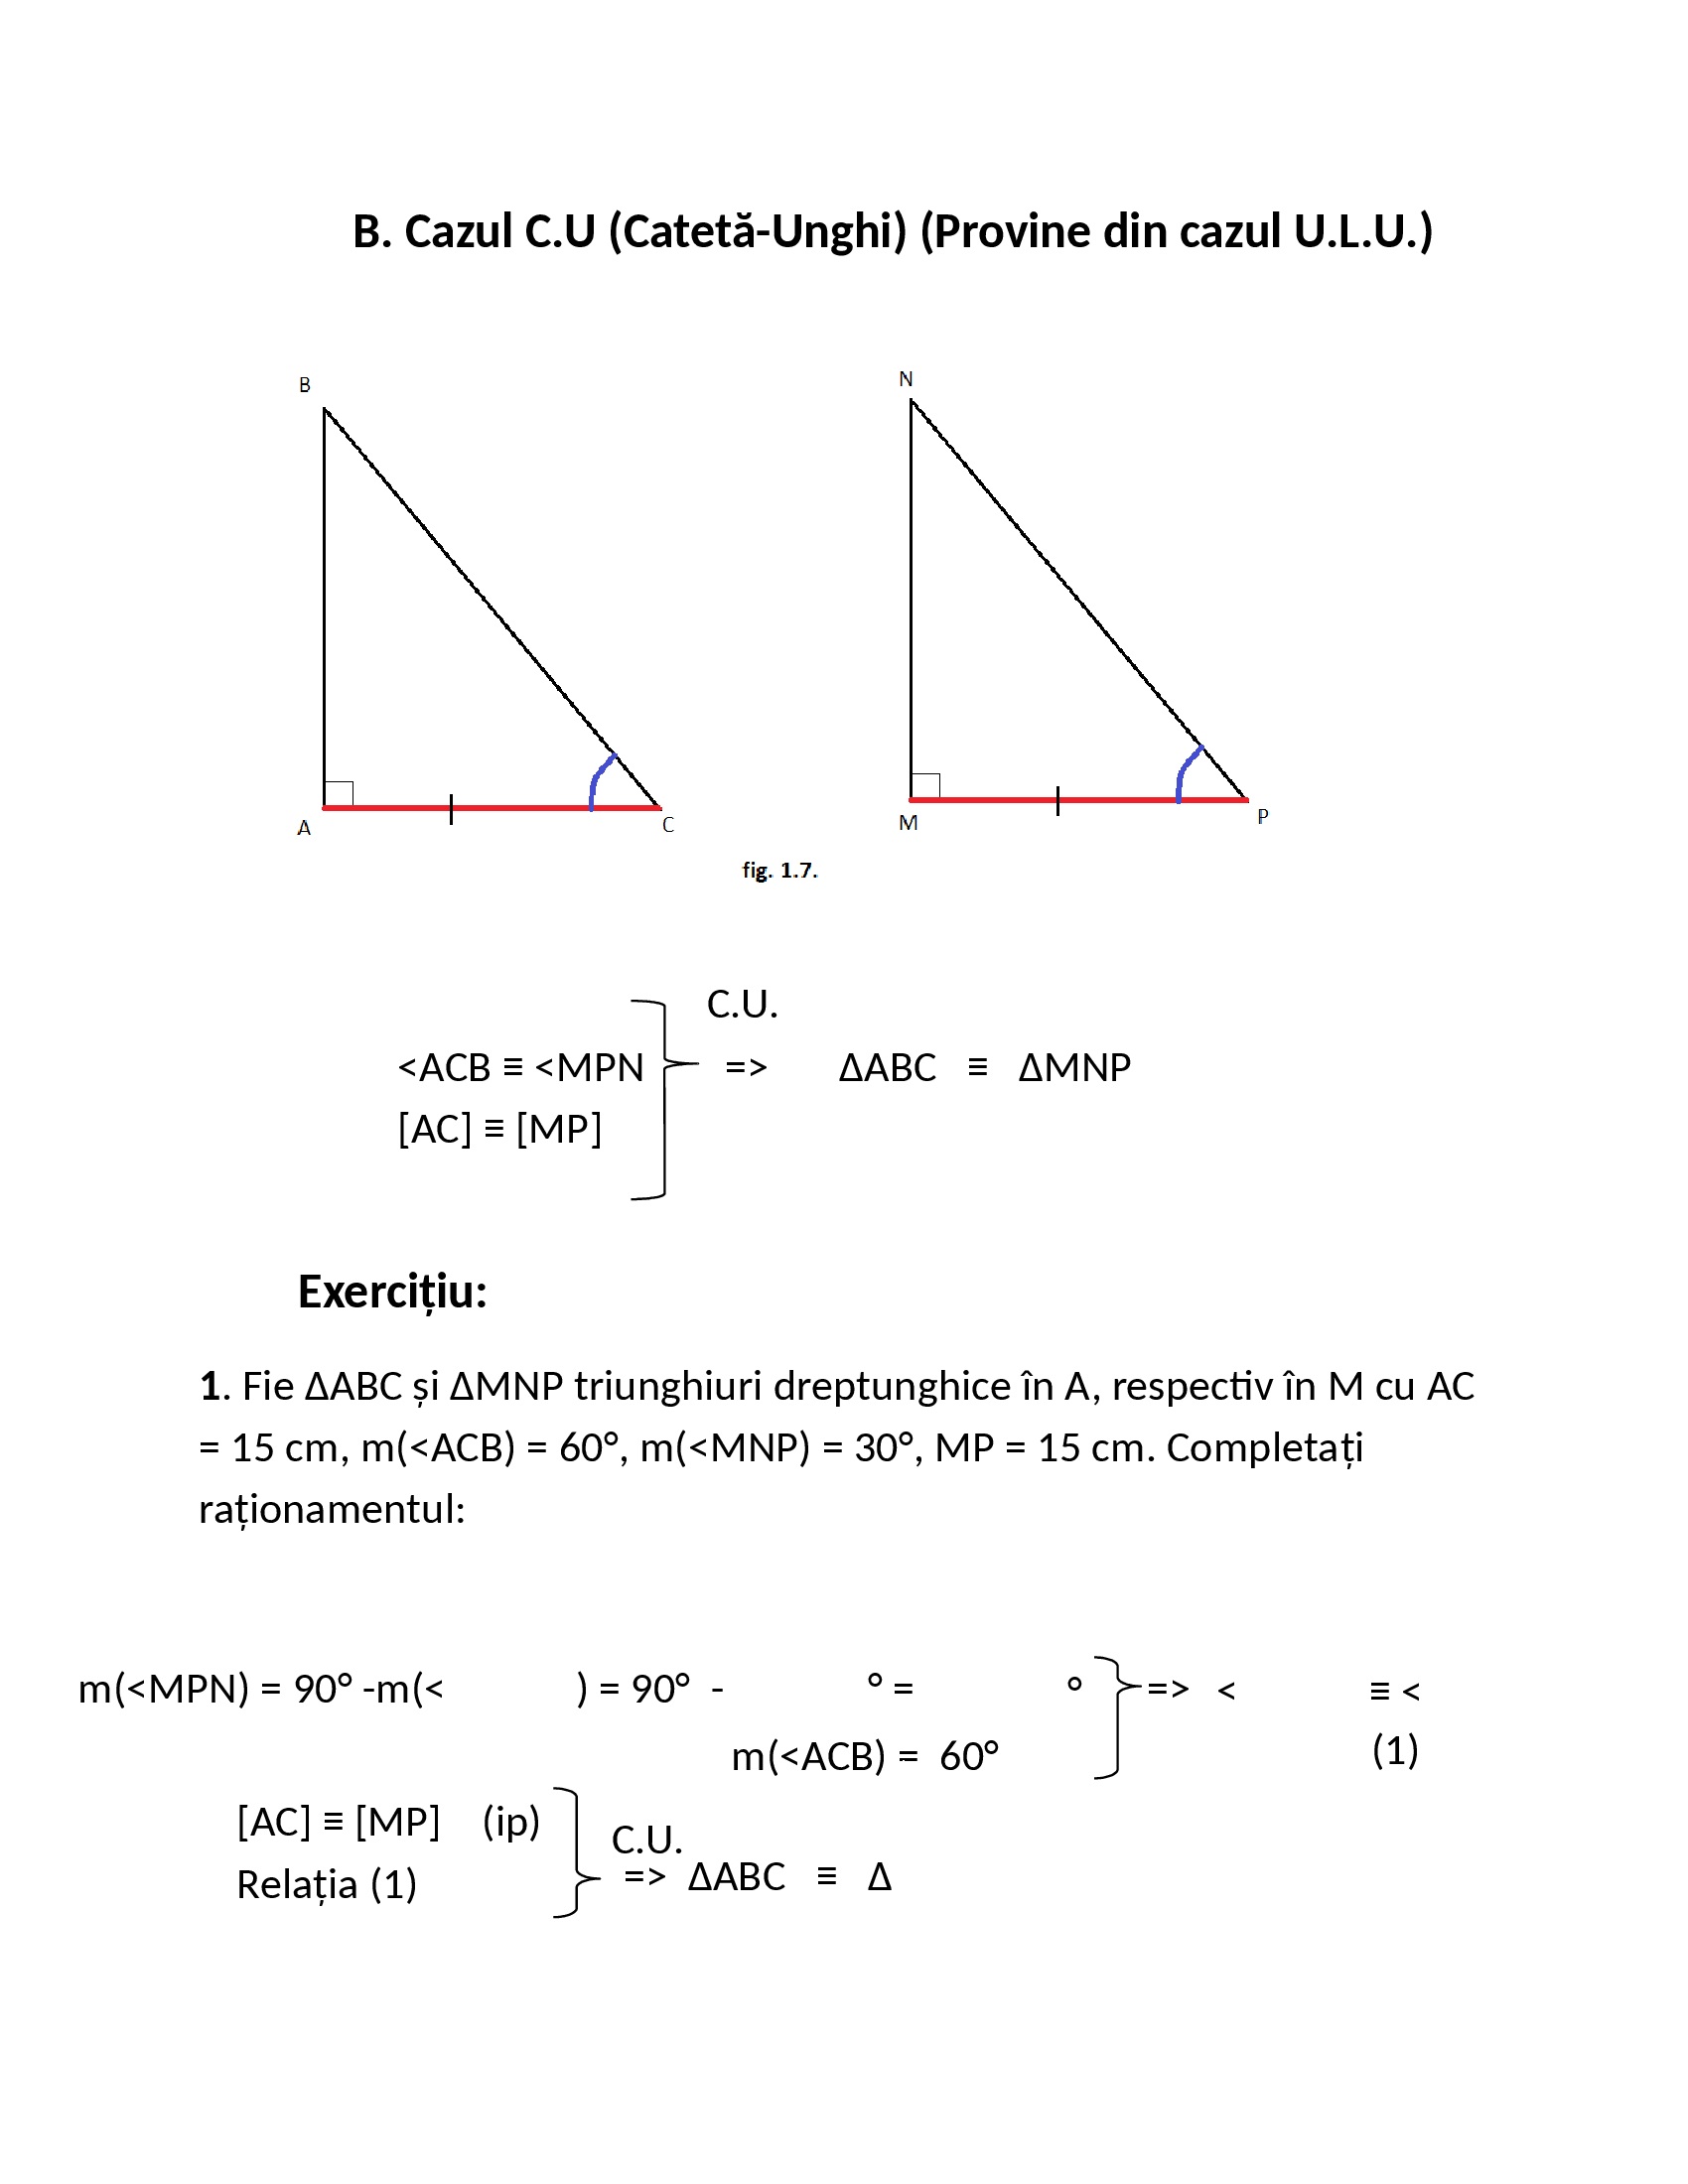 B. Cazul C.U (Catetă-Unghi) (Provine din cazul U.L.U.)
B
N
A
C
M
P
fig. 1.7.
C.U.
<ACB ≡ <MPN => ΔABC ≡ ΔMNP
[AC] ≡ [MP]
Exercițiu:
1. Fie ΔABC și ΔMNP triunghiuri dreptunghice în A, respectiv în M cu AC
= 15 cm, m(<ACB) = 60°, m(<MNP) = 30°, MP = 15 cm. Completați
raționamentul:
m(<MPN) = 90° -m(< ) = 90° - ° = ° => < ≡ <
m(<ACB) = 60° (1)
[AC] ≡ [MP] (ip)
C.U.
Relația (1) => ΔABC ≡ Δ